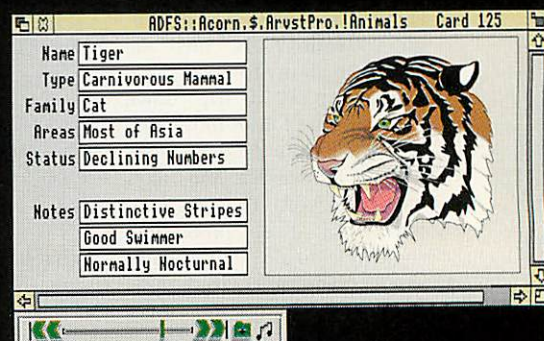 ADFS::Acorn.$.ArvstPro.!Animals Card 125
Name Tiger
Type Carnivorous Mammal
Family Cat
Areas Most of Asia
Status Declining Numbers
Notes Distinctive Stripes
Good Swimmer
Normally Nocturnal